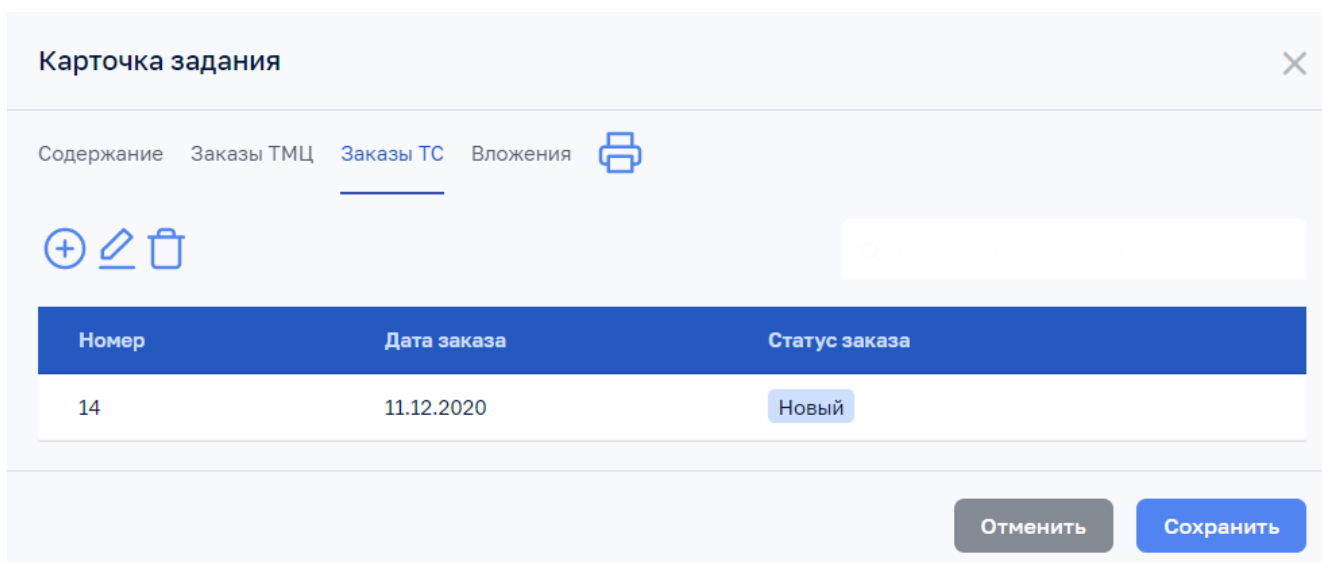 Карточка задания
Содержание Заказы ТМЦ Заказы ТС Вложения
Номер Дата заказа Статус заказа
14 11.12.2020 Новый
Отменить Сохранить